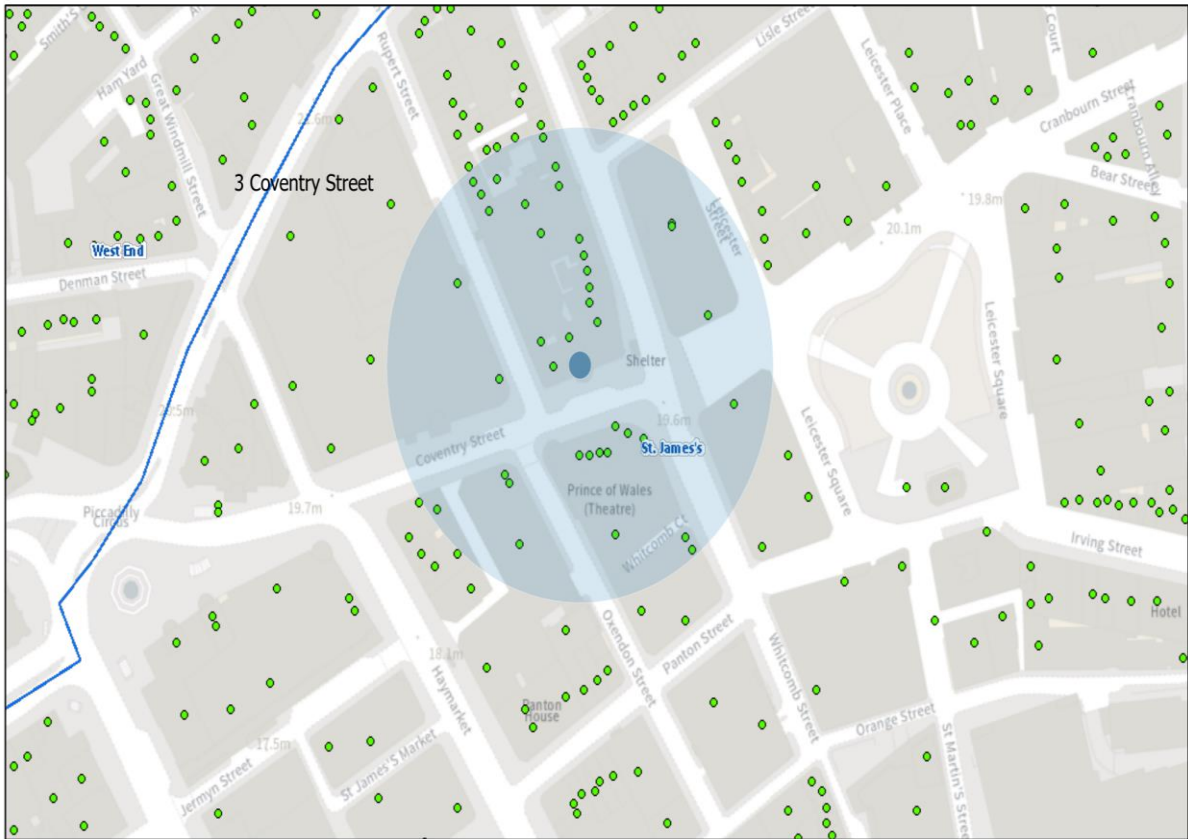 Smith's
Ham Yard
Great Windmill Street
Rupert Street
Lisle Street
Leicester Place
Court
Cranbourn Street
Cranbourn Alley
Bear Street
3 Coventry Street
West End
Denman Street
Leicester
Street
19.8m
20.1m
Leicester Square
Shelter
19.6m
Coventry Street
St. James's
Leicester Square
Prince of Wales
(Theatre)
Whitcomb Ct
Piccadilly
Circus
19.7m
Irving Street
Hotel
Oxendon Street
Panton Street
Whitcomb Street
18.1m
Haymarket
Panton
House
Orange Street
St Martin'S Street
17.5m
Jermyn Street
St James'S Market